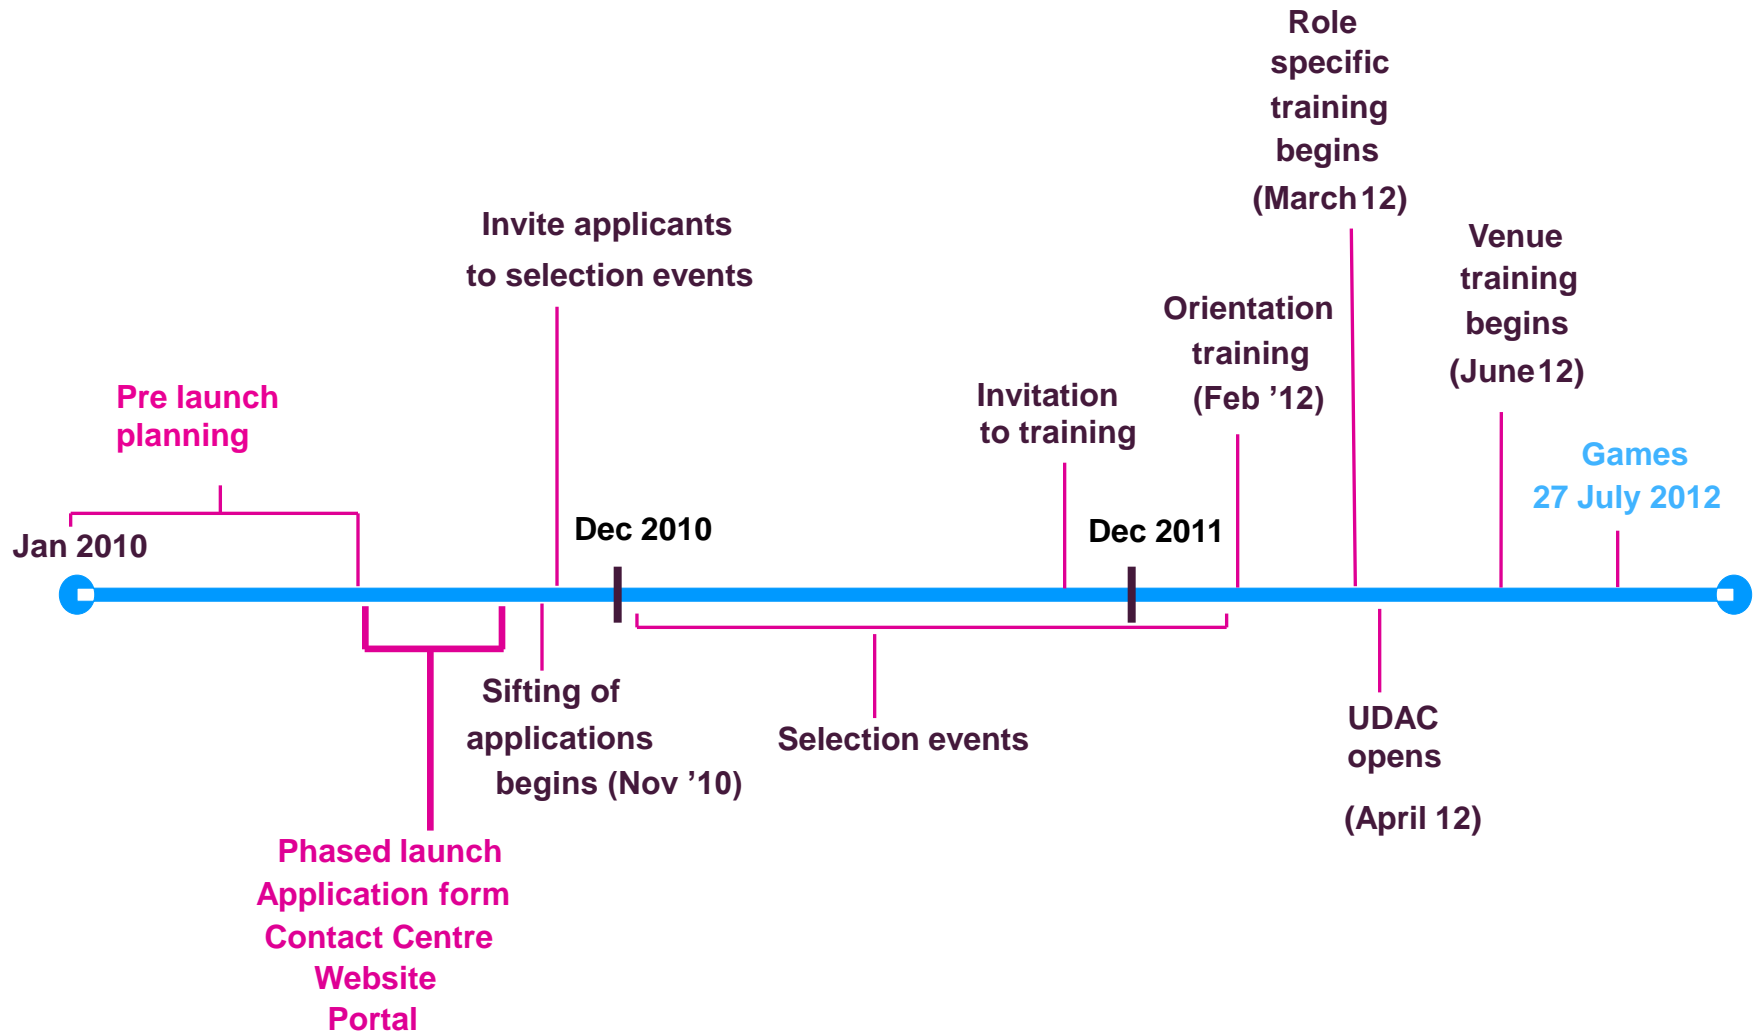 Role
specific
training
begins
(March 12)
Invite applicants
to selection events
Venue
training
begins
(June 12)
Orientation
training
(Feb ’12)
Pre launch
planning
Invitation
to training
Games
27 July 2012
Jan 2010
Dec 2010
Dec 2011
Sifting of
applications
begins (Nov ’10)
Selection events
UDAC
opens
(April 12)
Phased launch
Application form
Contact Centre
Website
Portal